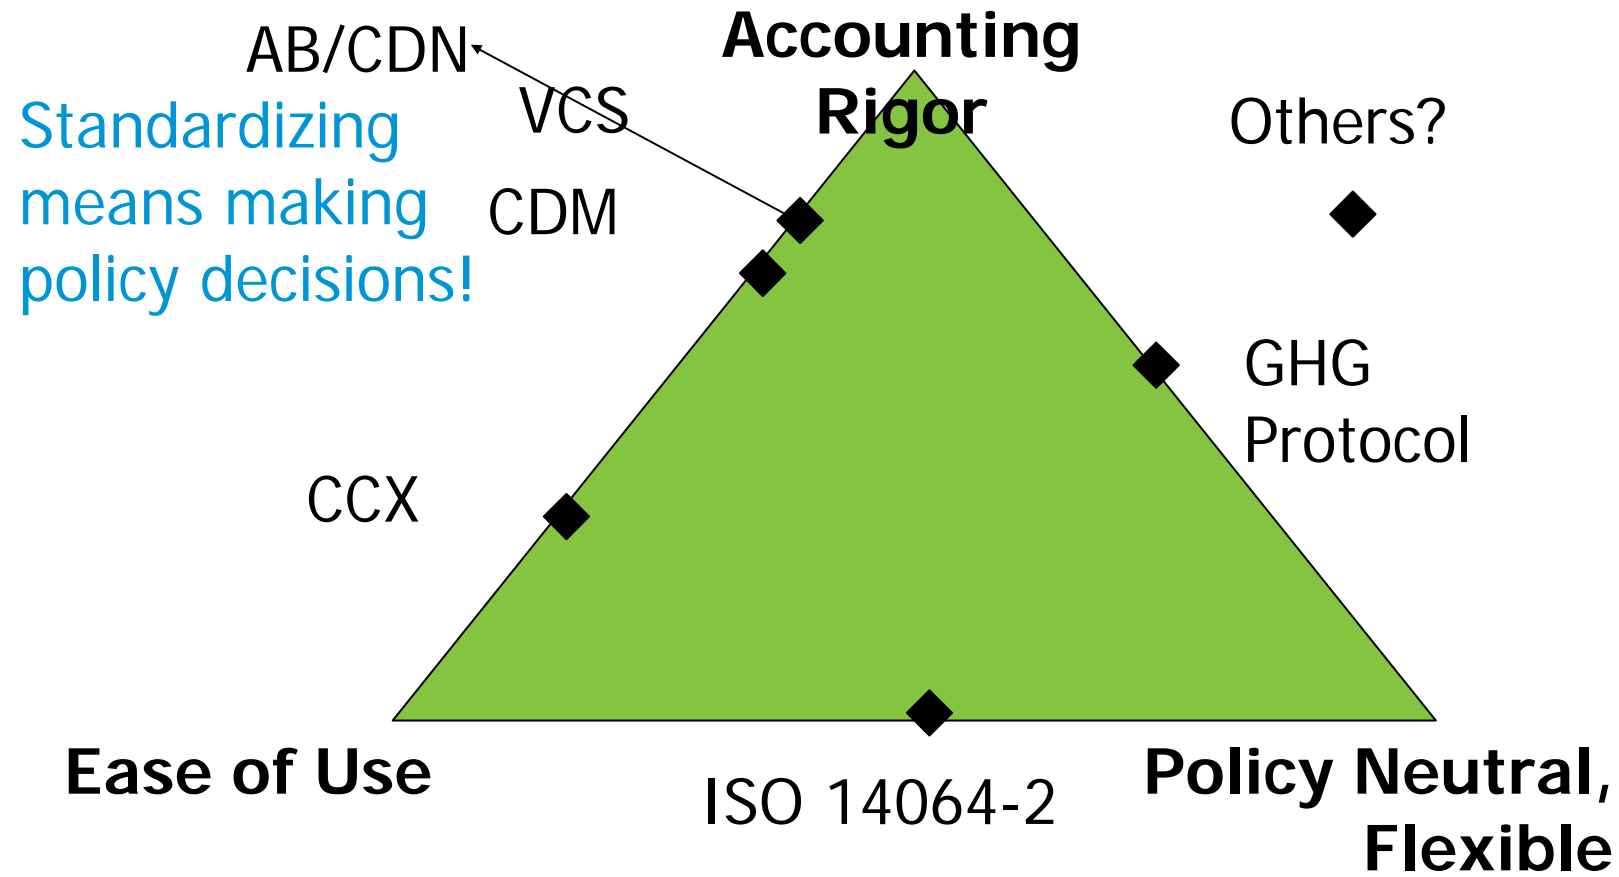 AB/CDN
Accounting
Rigor
Standardizing
means making
policy decisions!
VCS
CDM
Others?
GHG
Protocol
CCX
Ease of Use
ISO 14064-2
Policy Neutral,
Flexible